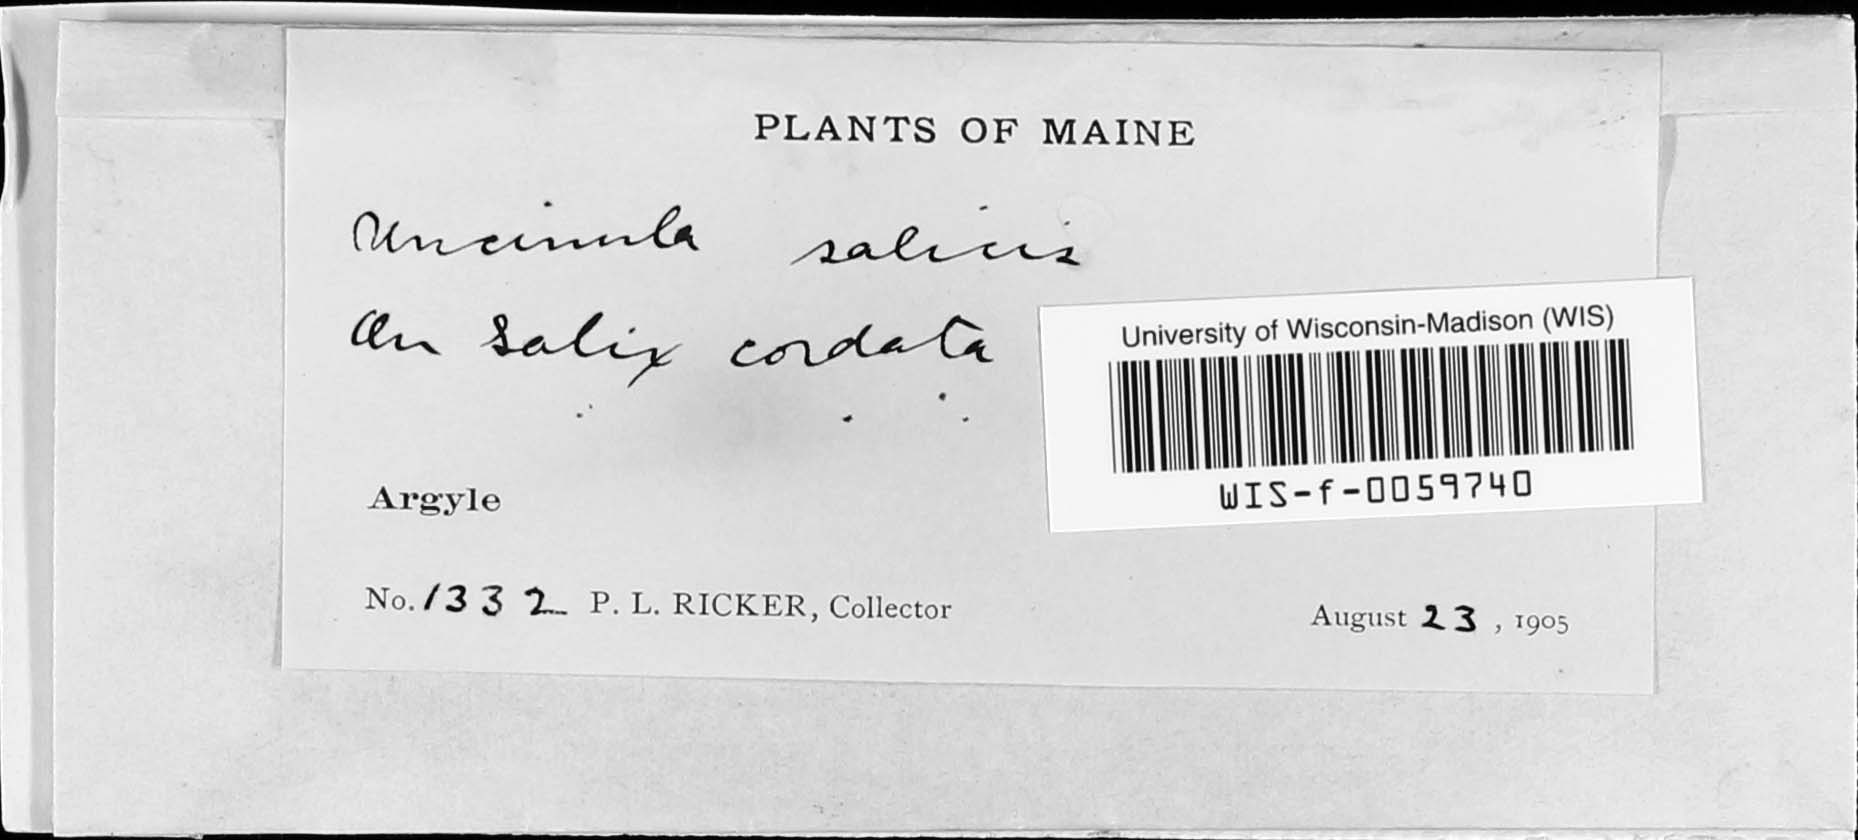 PLANTS OF MAINE
Uncinula salicis
On Salix cordata
University of Wisconsin-Madison (WIS)
WIS-f-0059740
Argyle
No. 1332 P. L. RICKER, Collector
August 23, 1905